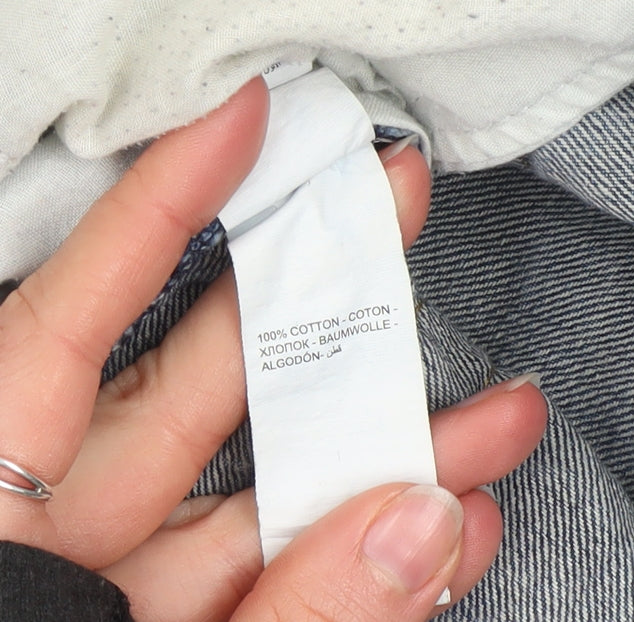 100% COTTON - COTON -
ХЛОПОК - BAUMWOLLE -
ALGODÓN- قطن